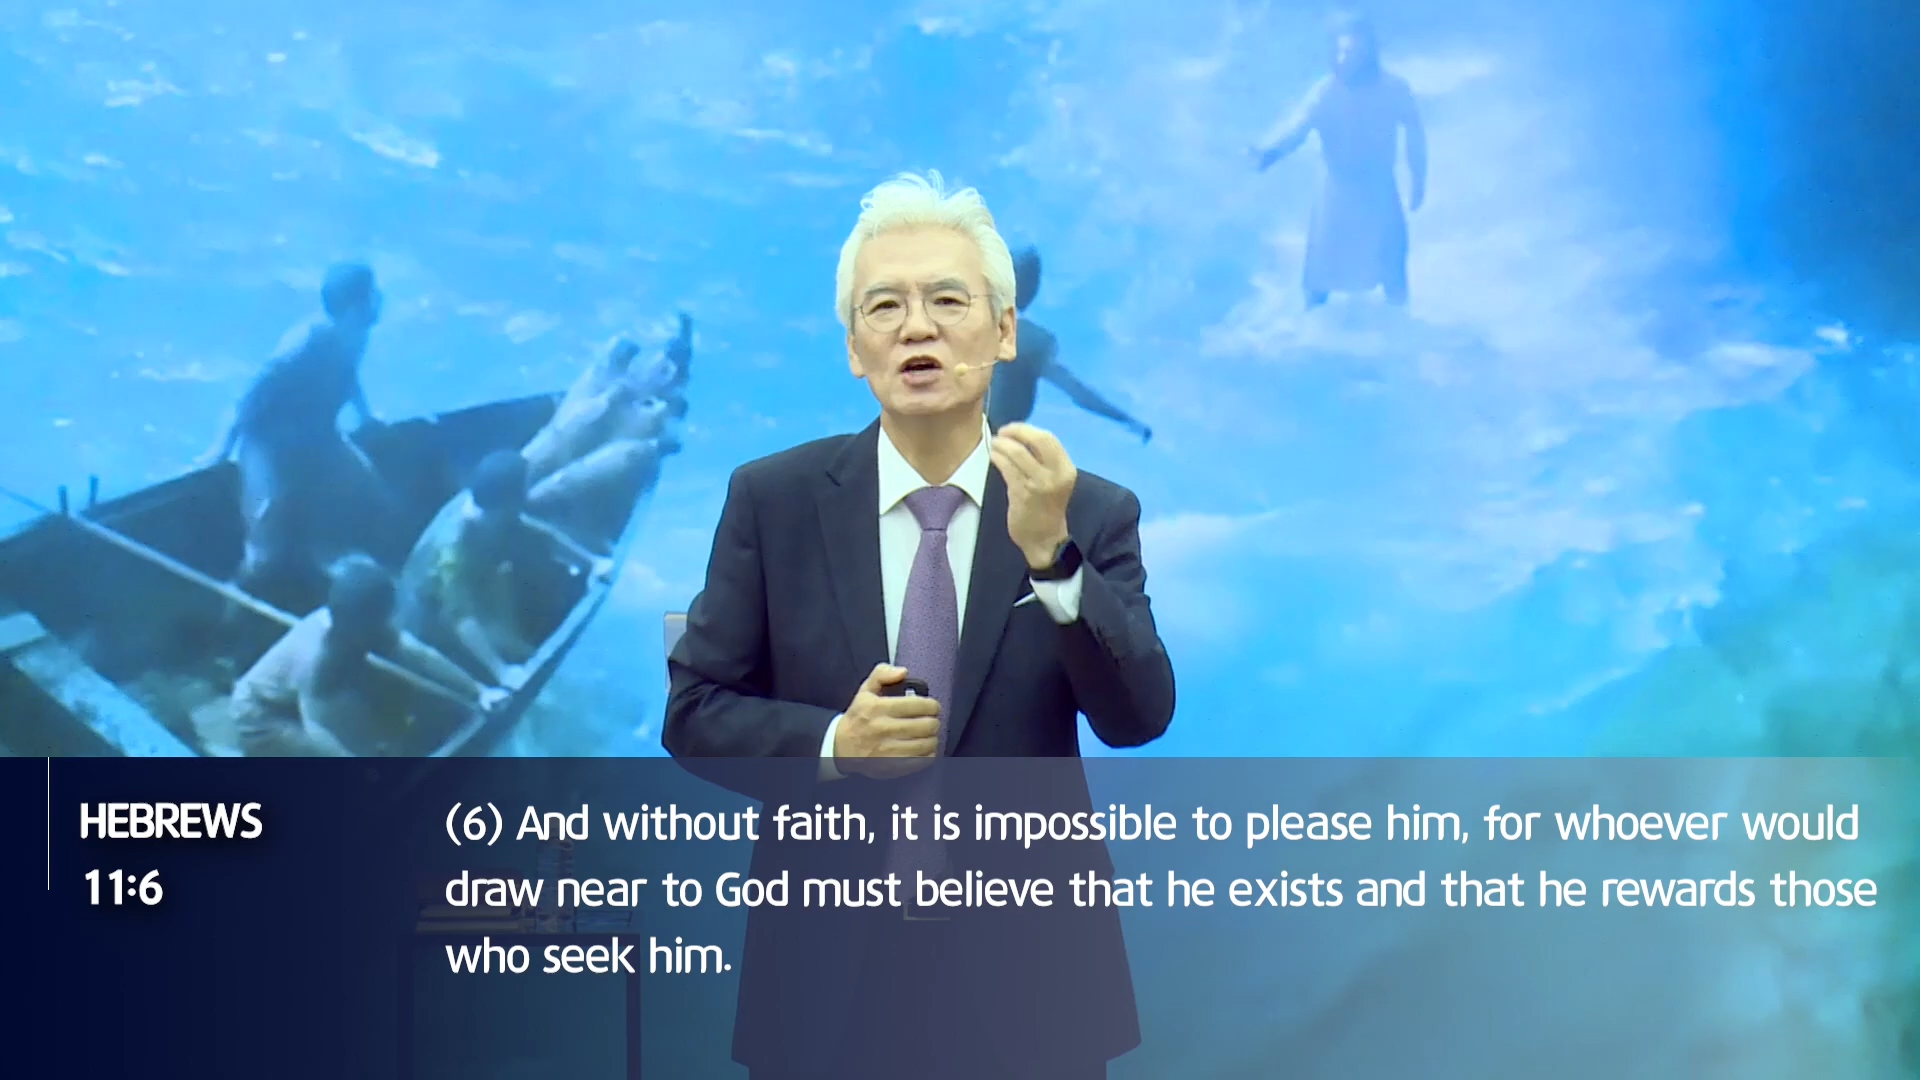 HEBREWS
11:6
(6) And without faith, it is impossible to please him, for whoever would
draw near to God must believe that he exists and that he rewards those
who seek him.